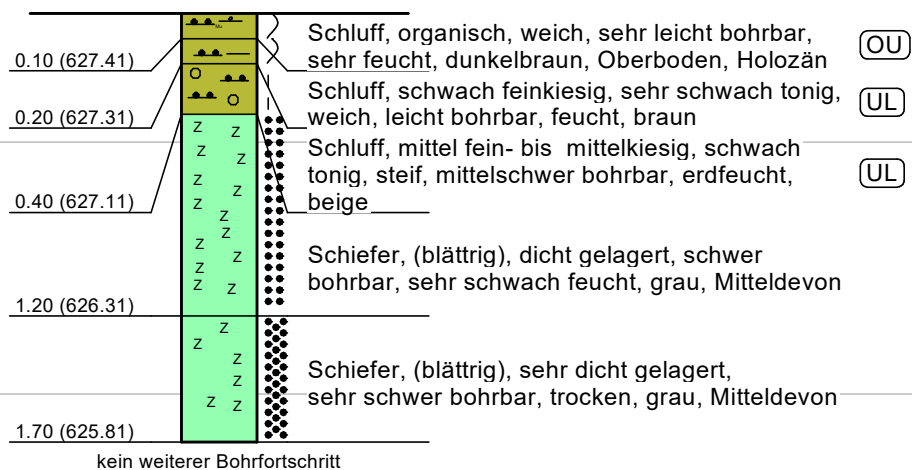 Schluff, organisch, weich, sehr leicht bohrbar,
sehr feucht, dunkelbraun, Oberboden, Holozän
OU
0.10 (627.41)
Schluff, schwach feinkiesig, sehr schwach tonig,
weich, leicht bohrbar, feucht, braun
UL
0.20 (627.31)
Schluff, mittel fein- bis mittelkiesig, schwach
tonig, steif, mittelschwer bohrbar, erdfeucht,
beige
UL
0.40 (627.11)
Schiefer, (blättrig), dicht gelagert, schwer
bohrbar, sehr schwach feucht, grau, Mitteldevon
1.20 (626.31)
Schiefer, (blättrig), sehr dicht gelagert,
sehr schwer bohrbar, trocken, grau, Mitteldevon
1.70 (625.81)
kein weiterer Bohrfortschritt